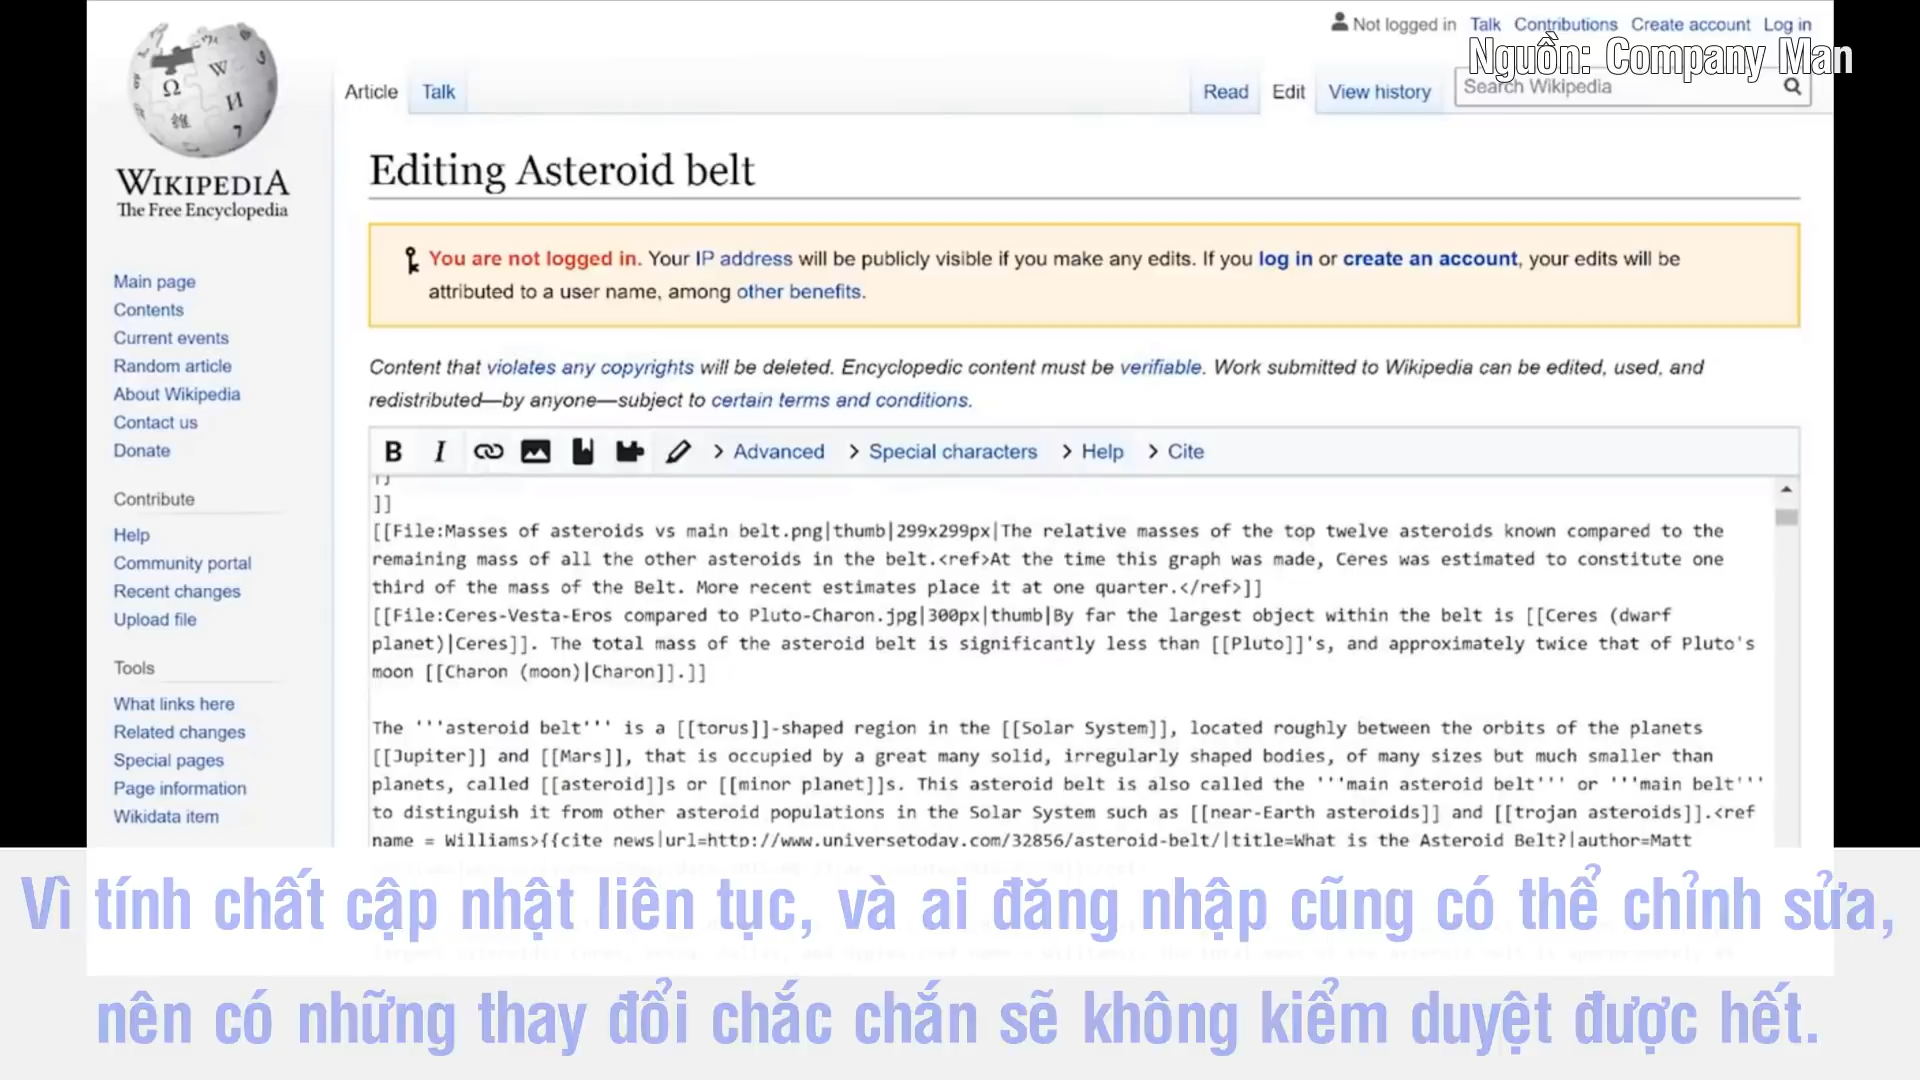 Not logged in Talk Contributions Create account Log in
Nguồn: Company Man
Article Talk Read Edit View history Search Wikipedia
WIKIPEDIA
The Free Encyclopedia
Main page
Contents
Current events
Random article
About Wikipedia
Contact us
Donate
Contribute
Help
Community portal
Recent changes
Upload file
Tools
What links here
Related changes
Special pages
Page information
Wikidata item
Editing Asteroid belt
You are not logged in. Your IP address will be publicly visible if you make any edits. If you log in or create an account, your edits will be
attributed to a user name, among other benefits.
Content that violates any copyrights will be deleted. Encyclopedic content must be verifiable. Work submitted to Wikipedia can be edited, used, and
redistributed—by anyone—subject to certain terms and conditions.
B I Advanced Special characters Help Cite
]]
[[File:Masses of asteroids vs main belt.png|thumb|299x299px|The relative masses of the top twelve asteroids known compared to the
remaining mass of all the other asteroids in the belt.<ref>At the time this graph was made, Ceres was estimated to constitute one
third of the mass of the Belt. More recent estimates place it at one quarter.</ref>]]
[[File:Ceres-Vesta-Eros compared to Pluto-Charon.jpg|300px|thumb|By far the largest object within the belt is [[Ceres (dwarf
planet)|Ceres]]. The total mass of the asteroid belt is significantly less than [[Pluto]]'s, and approximately twice that of Pluto's
moon [[Charon (moon)|Charon]].]]
The '''asteroid belt''' is a [[torus]]-shaped region in the [[Solar System]], located roughly between the orbits of the planets
[[Jupiter]] and [[Mars]], that is occupied by a great many solid, irregularly shaped bodies, of many sizes but much smaller than
planets, called [[asteroid]]s or [[minor planet]]s. This asteroid belt is also called the '''main asteroid belt''' or '''main belt'''
to distinguish it from other asteroid populations in the Solar System such as [[near-Earth asteroids]] and [[trojan asteroids]].<ref
name = Williams>{{cite news|url=http://www.universetoday.com/32856/asteroid-belt/|title=What is the Asteroid Belt?|author=Matt
Vì tính chất cập nhật liên tục, và ai đăng nhập cũng có thể chỉnh sửa,
nên có những thay đổi chắc chắn sẽ không kiểm duyệt được hết.